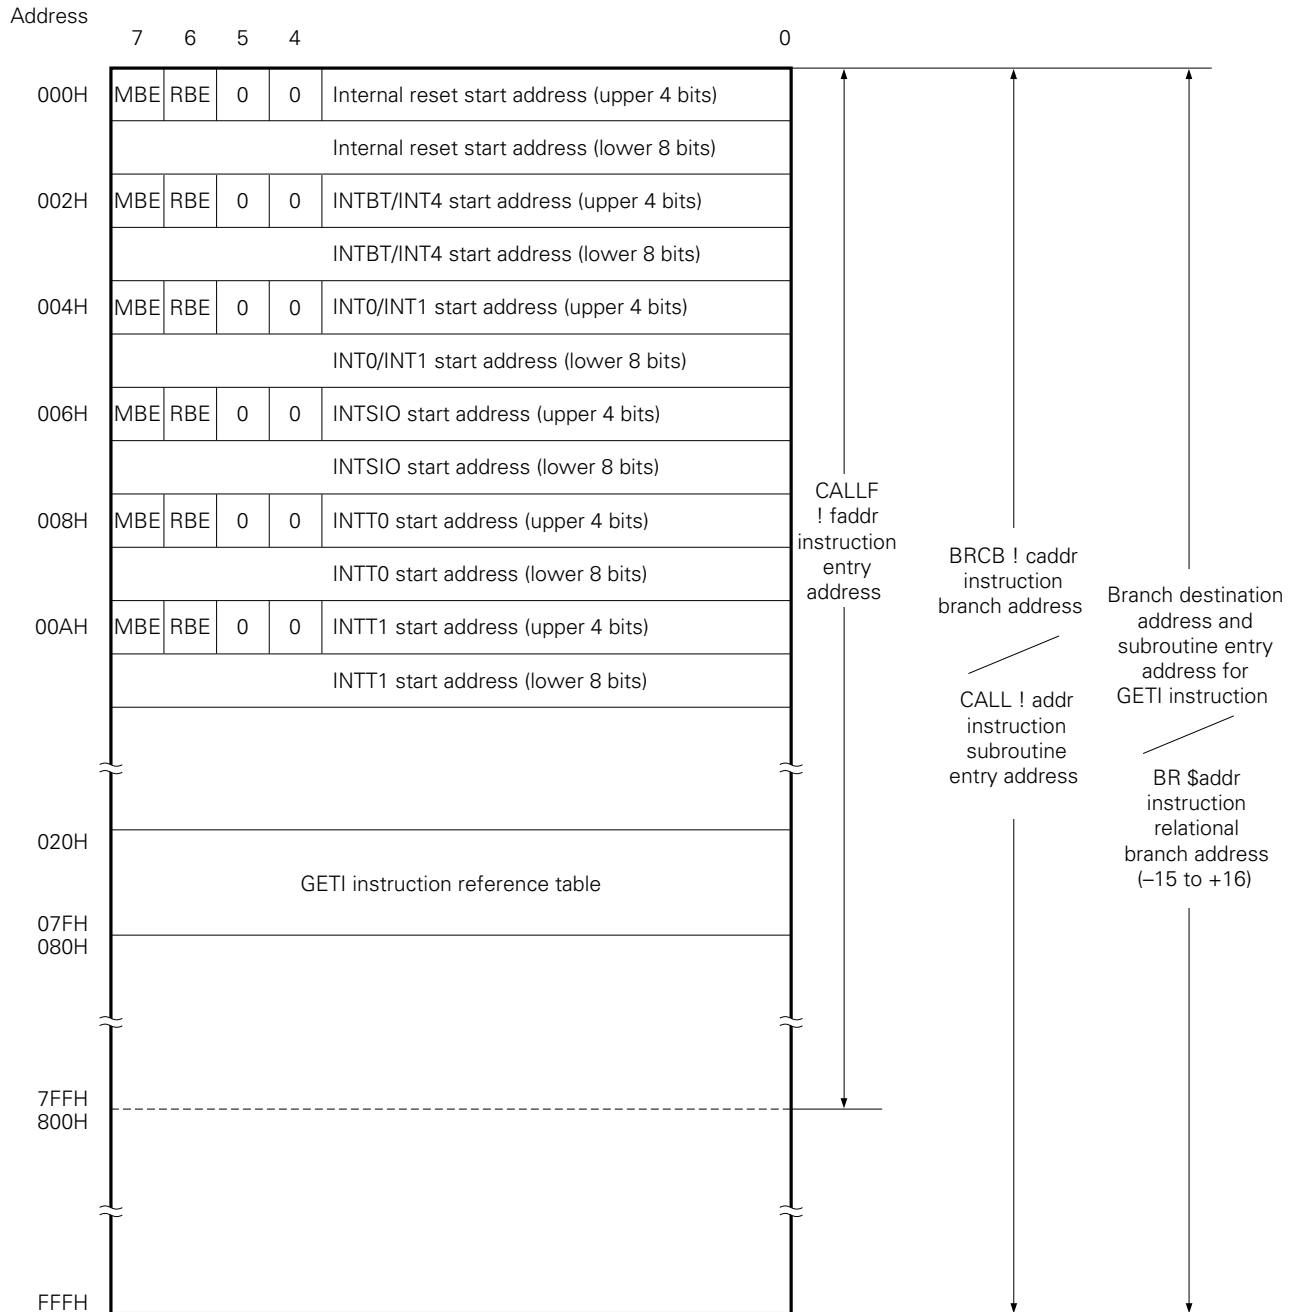 Address
7 6 5 4 0
000H MBE RBE 0 0 Internal reset start address (upper 4 bits)
Internal reset start address (lower 8 bits)
002H MBE RBE 0 0 INTBT/INT4 start address (upper 4 bits)
INTBT/INT4 start address (lower 8 bits)
004H MBE RBE 0 0 INT0/INT1 start address (upper 4 bits)
INT0/INT1 start address (lower 8 bits)
006H MBE RBE 0 0 INTSIO start address (upper 4 bits)
INTSIO start address (lower 8 bits)
008H MBE RBE 0 0 INTT0 start address (upper 4 bits)
INTT0 start address (lower 8 bits)
00AH MBE RBE 0 0 INTT1 start address (upper 4 bits)
INTT1 start address (lower 8 bits)
020H
GETI instruction reference table
07FH
080H
7FFH
800H
FFFH
CALLF
! faddr
instruction
entry
address
BRCB ! caddr
instruction
branch address
CALL ! addr
instruction
subroutine
entry address
Branch destination
address and
subroutine entry
address for
GETI instruction
BR $addr
instruction
relational
branch address
(–15 to +16)